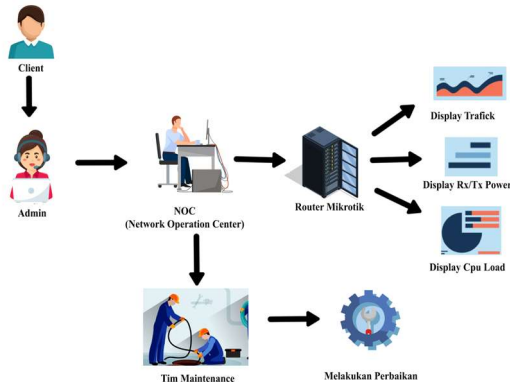 Client
Admin
NOC
(Network Operation Center)
Router Mikrotik
Display Trafick
Display Rx/Tx Power
Display Cpu Load
Tim Maintenance
Melakukan Perbaikan